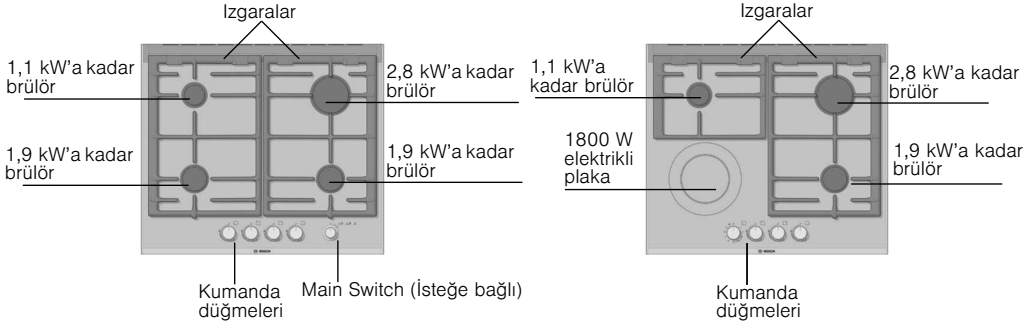 Izgaralar
1,1 kW'a kadar
brülör
2,8 kW'a kadar
brülör
1,9 kW'a kadar
brülör
1,9 kW'a kadar
brülör
Kumanda
düğmeleri
Main Switch (İsteğe bağlı)
BOSCH
Izgaralar
1,1 kW'a
kadar brülör
2,8 kW'a kadar
brülör
1800 W
elektrikli
plaka
1,9 kW'a kadar
brülör
Kumanda
düğmeleri
BOSCH